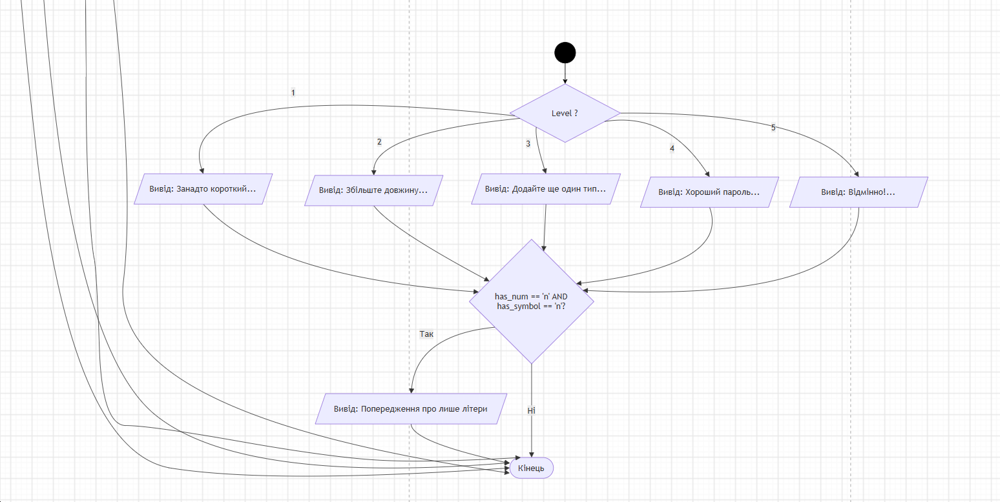 Level ?
1
2
3
4
5
Вивід: Занадто короткий...
Вивід: Збільште довжину...
Вивід: Додайте ще один тип...
Вивід: Хороший пароль...
Вивід: Відмінно!...
has_num == 'n' AND
has_symbol == 'n'?
Так
Вивід: Попередження про лише літери
Ні
Кінець